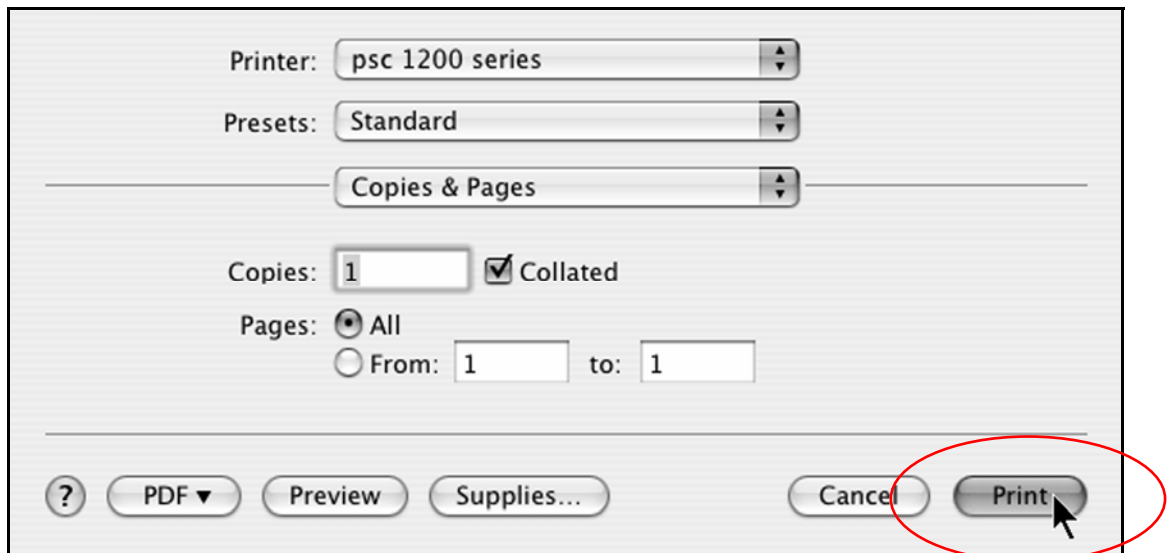 Printer: psc 1200 series
Presets: Standard
Copies & Pages
Copies: 1 Collated
Pages: All
From: 1 to: 1
? PDF ▼ Preview Supplies... Cancel Print